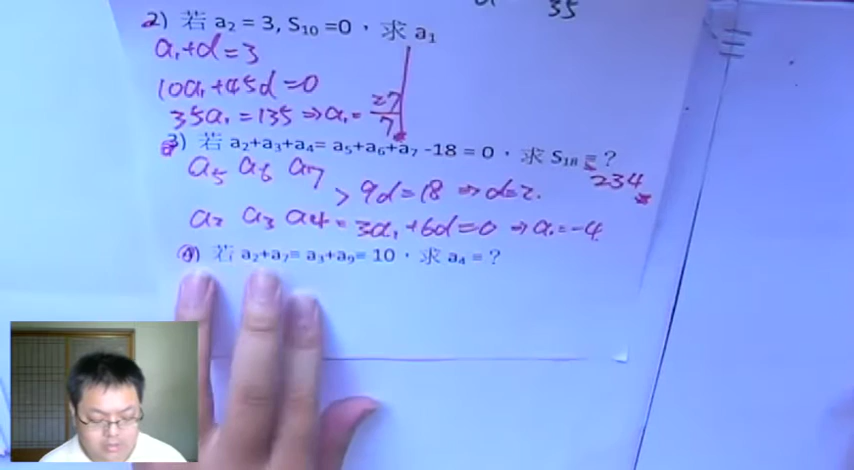 35
2) 若 a₂ = 3, S₁₀ =0，求 a₁
a₁+d=3
10a₁+45d=0
35a₁=135⇒a₁=27/7
3) 若 a₂+a₃+a₄= a₅+a₆+a₇ -18 = 0，求 S₁₈ = ?
234
a₅ a₆ a₇
> 9d=18 ⇒d=2.
a₂ a₃ a₄ = 3a₁+6d=0 ⇒a₁=-4
若 a₂+a₇= a₃+a₉= 10，求 a₄ = ?